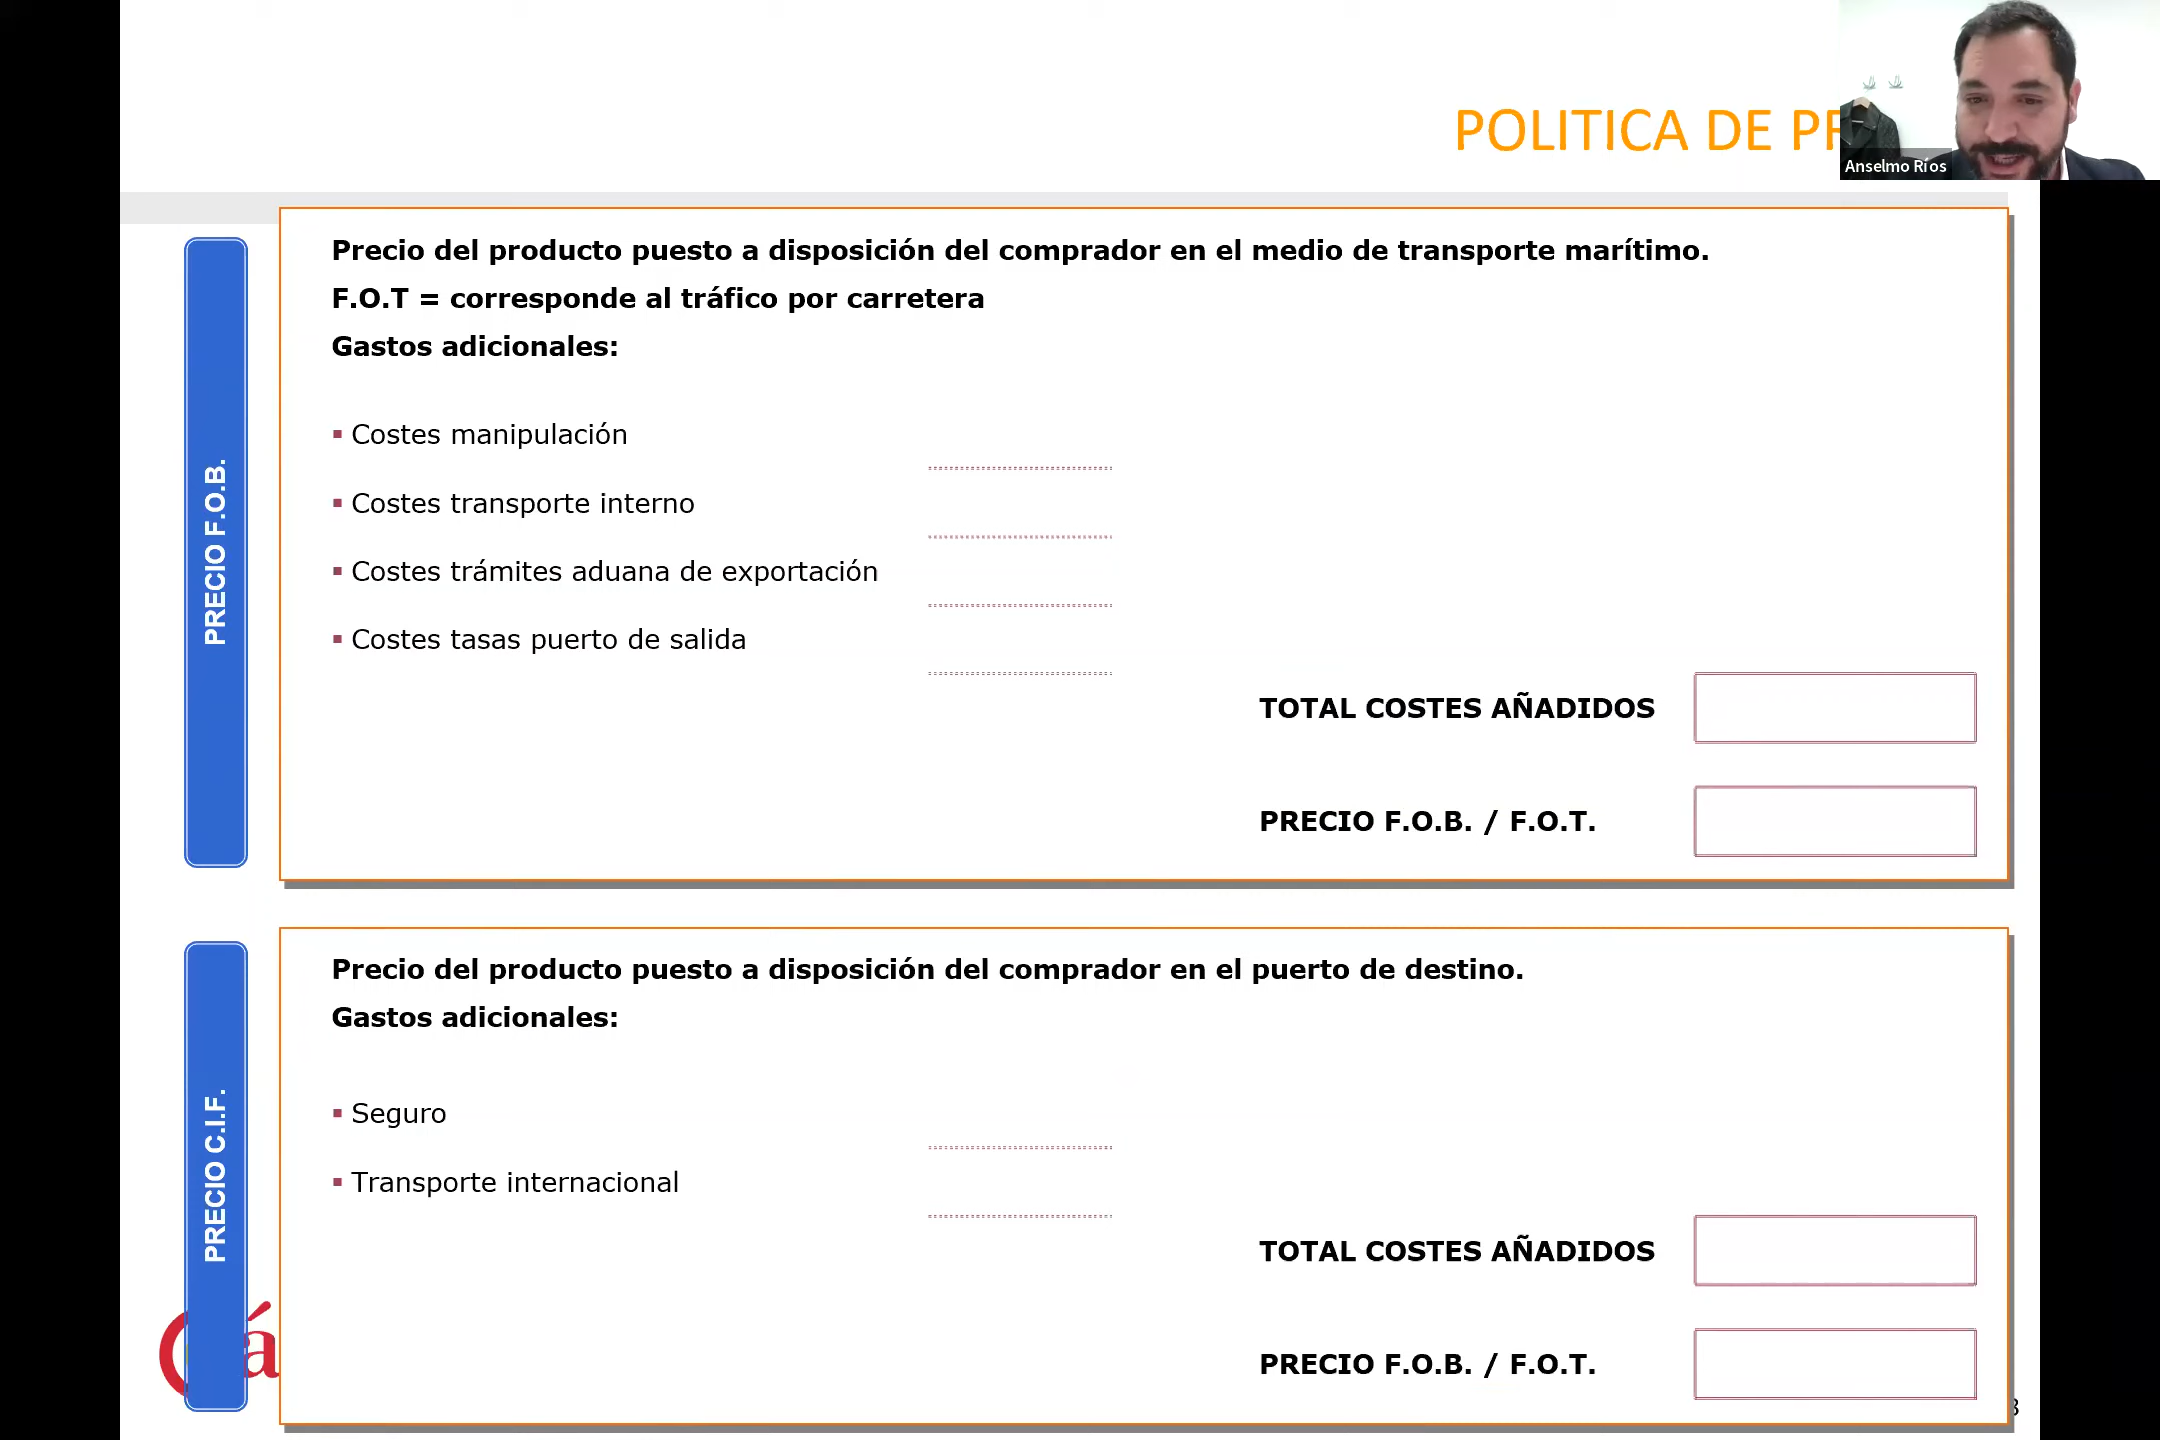 POLITICA DE
Anselmo Ríos
PRECIO F.O.B.
Precio del producto puesto a disposición del comprador en el medio de transporte marítimo.
F.O.T = corresponde al tráfico por carretera
Gastos adicionales:
▪ Costes manipulación
▪ Costes transporte interno
▪ Costes trámites aduana de exportación
▪ Costes tasas puerto de salida
TOTAL COSTES AÑADIDOS
PRECIO F.O.B. / F.O.T.
PRECIO C.I.F.
Precio del producto puesto a disposición del comprador en el puerto de destino.
Gastos adicionales:
▪ Seguro
▪ Transporte internacional
TOTAL COSTES AÑADIDOS
PRECIO F.O.B. / F.O.T.